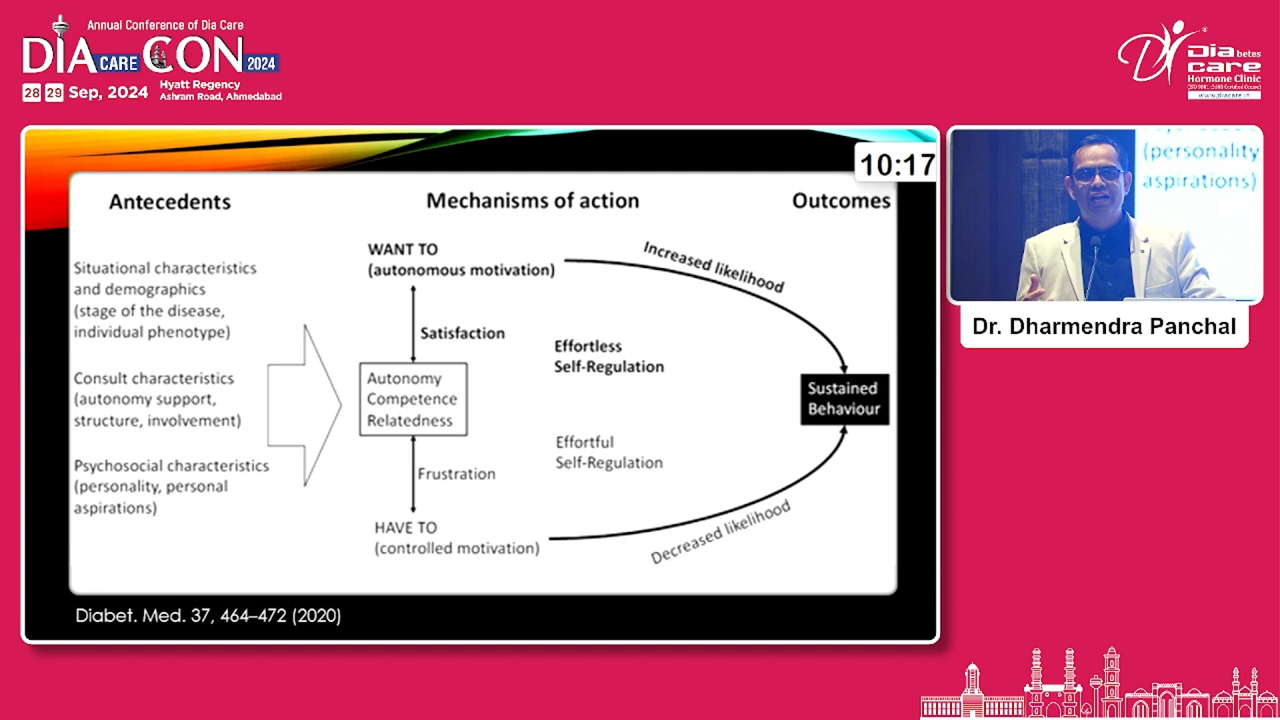 Annual Conference of Dia Care
DIA CARE CON 2024
28 29 Sep, 2024
Hyatt Regency
Ashram Road, Ahmedabad
Diabetes
care
Hormone Clinic
www.diacare.in
10:17
Antecedents
Mechanisms of action
Outcomes
Situational characteristics
and demographics
(stage of the disease,
individual phenotype)
Consult characteristics
(autonomy support,
structure, involvement)
Psychosocial characteristics
(personality, personal
aspirations)
WANT TO
(autonomous motivation)
Satisfaction
Autonomy
Competence
Relatedness
Frustration
HAVE TO
(controlled motivation)
Increased likelihood
Effortless
Self-Regulation
Effortful
Self-Regulation
Decreased likelihood
Sustained
Behaviour
Diabet. Med. 37, 464–472 (2020)
(personality
aspirations)
Dr. Dharmendra Panchal